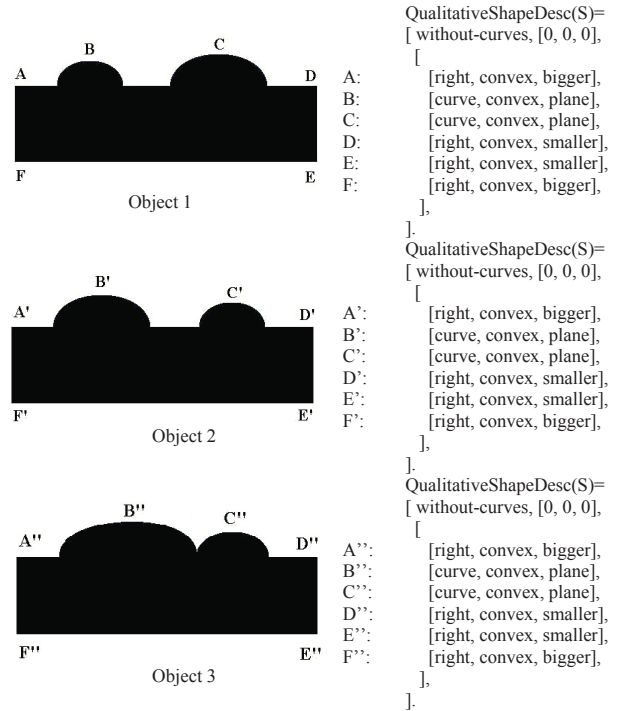 QualitativeShapeDesc(S)=
[ without-curves, [0, 0, 0],
[
A: [right, convex, bigger],
B: [curve, convex, plane],
C: [curve, convex, plane],
D: [right, convex, smaller],
E: [right, convex, smaller],
F: [right, convex, bigger],
],
].
A
B
C
D
F
E
Object 1
QualitativeShapeDesc(S)=
[ without-curves, [0, 0, 0],
[
A’: [right, convex, bigger],
B’: [curve, convex, plane],
C’: [curve, convex, plane],
D’: [right, convex, smaller],
E’: [right, convex, smaller],
F’: [right, convex, bigger],
],
].
A'
B'
C'
D'
F'
E'
Object 2
QualitativeShapeDesc(S)=
[ without-curves, [0, 0, 0],
[
A’’: [right, convex, bigger],
B’’: [curve, convex, plane],
C’’: [curve, convex, plane],
D’’: [right, convex, smaller],
E’’: [right, convex, smaller],
F’’: [right, convex, bigger],
],
].
A''
B''
C''
D''
F''
E''
Object 3